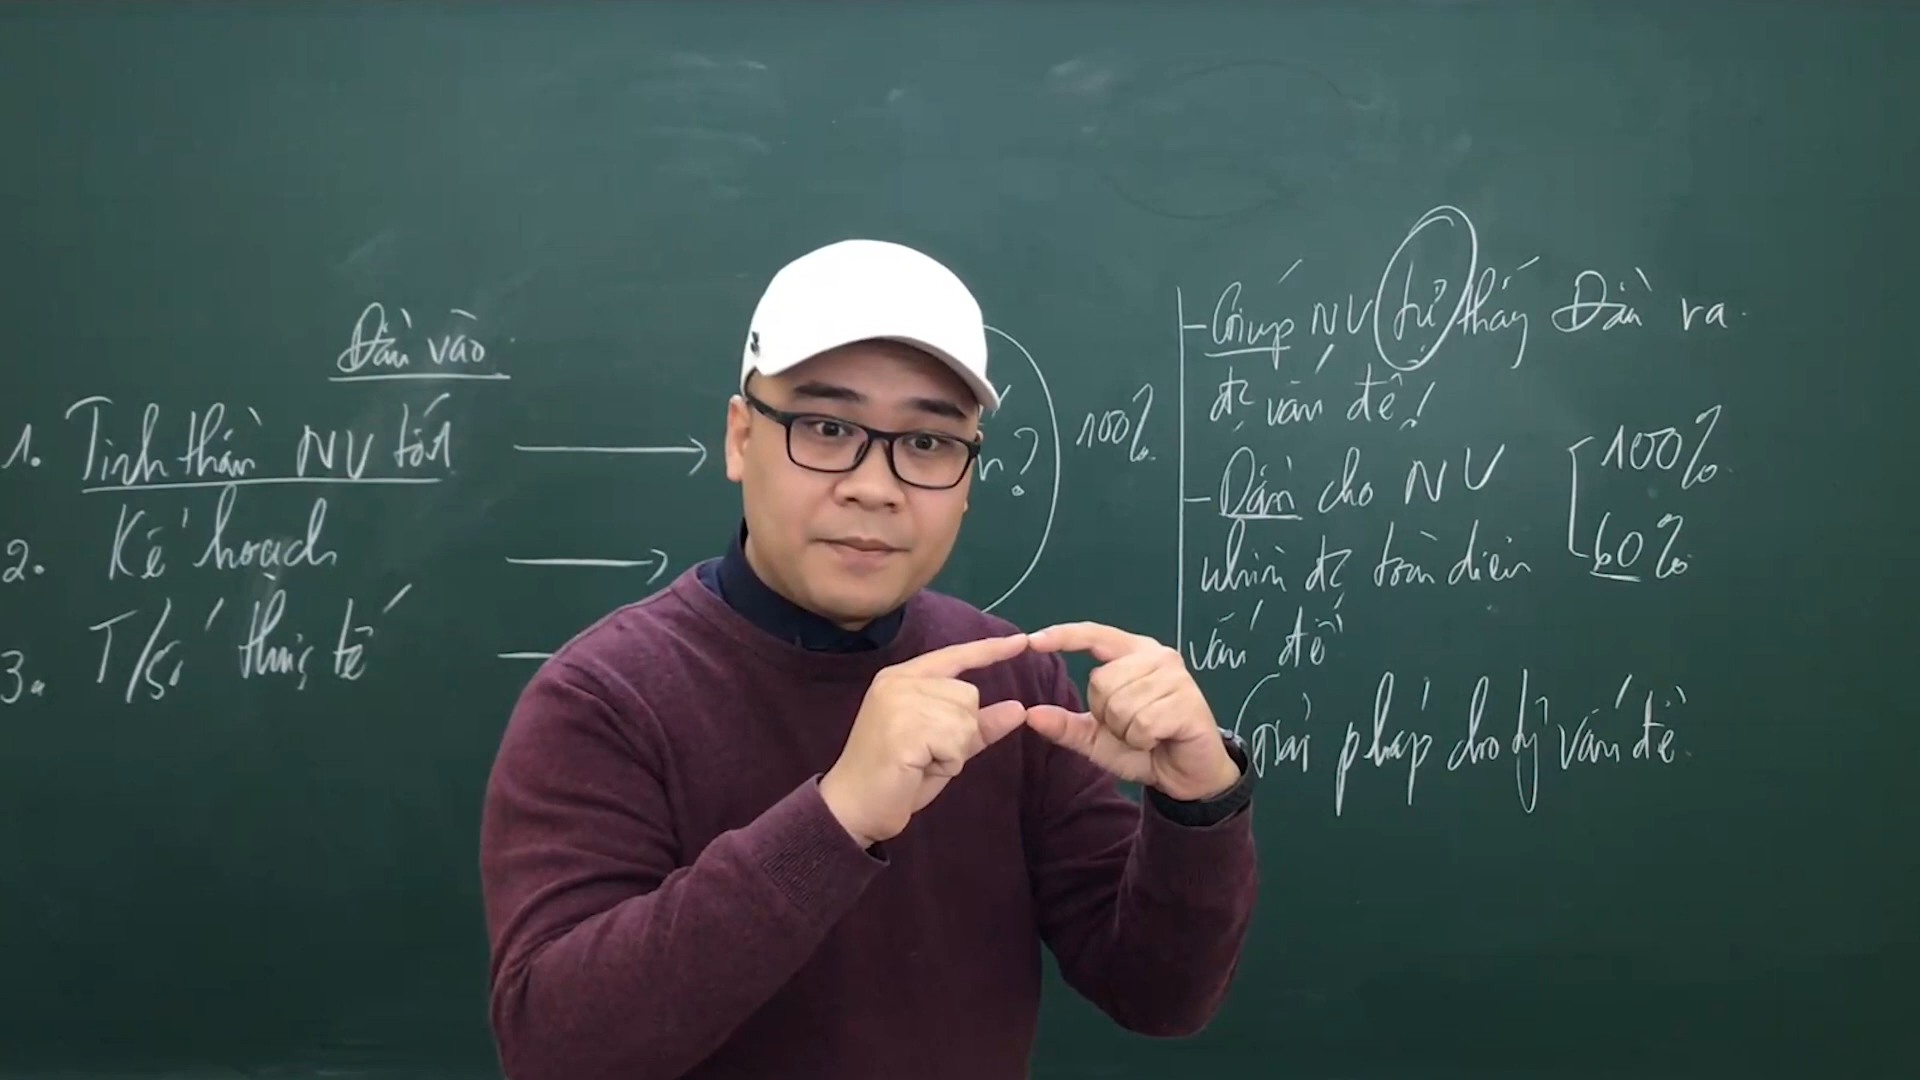 Đầu vào
1. Tinh thần NV tốt
2. Kế hoạch
3. T/số thực tế
?
100%
- Giúp NV tự thấy Đầu ra
đc vấn đề!
- Dẫn cho NV
nhìn đc toàn diện
vấn đề
100%
60%
Giải pháp cho vấn đề